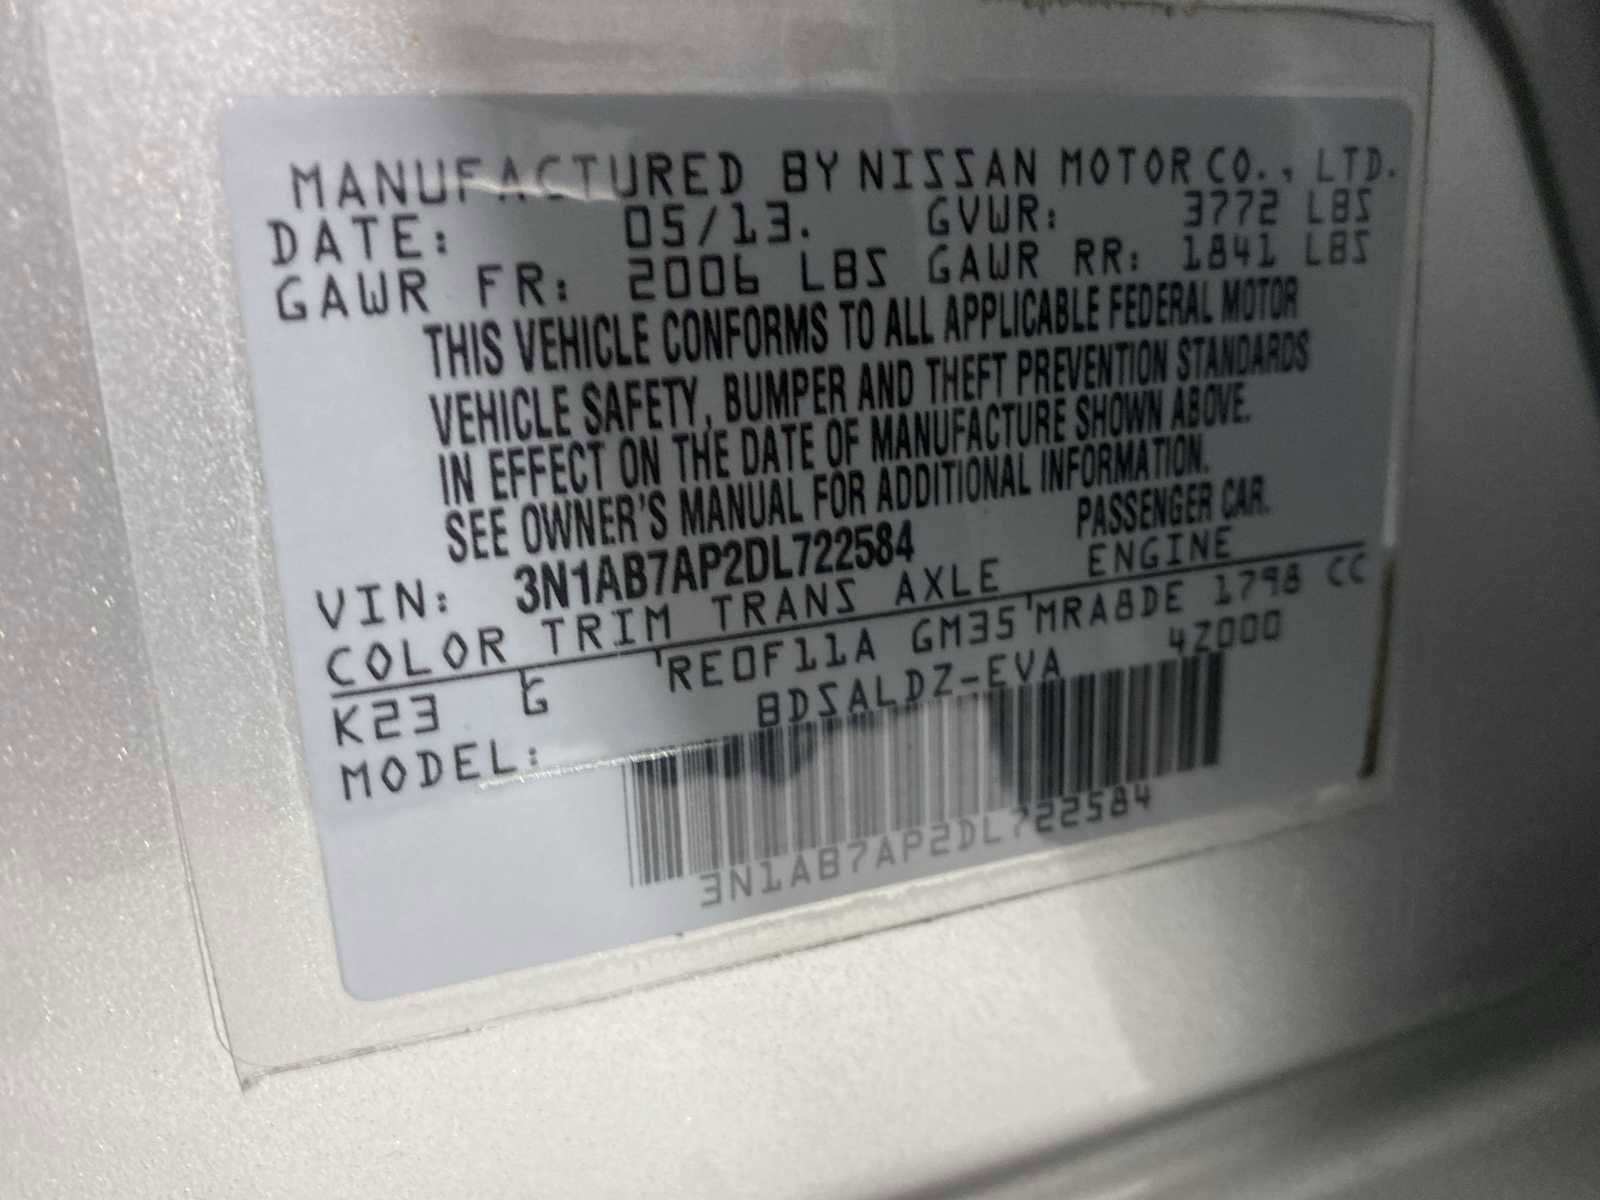 MANUFACTURED BY NISSAN MOTOR CO., LTD.
DATE: 05/13. GVWR: 3772 LBS
GAWR FR: 2006 LBS GAWR RR: 1841 LBS
THIS VEHICLE CONFORMS TO ALL APPLICABLE FEDERAL MOTOR
VEHICLE SAFETY, BUMPER AND THEFT PREVENTION STANDARDS
IN EFFECT ON THE DATE OF MANUFACTURE SHOWN ABOVE.
SEE OWNER'S MANUAL FOR ADDITIONAL INFORMATION.
VIN: 3N1AB7AP2DL722584 PASSENGER CAR.
COLOR TRIM TRANS AXLE ENGINE
K23 G RE0F11A GM35 MRA8DE 1798 CC
MODEL: BDSALDZ-EVA 4Z000
3N1AB7AP2DL722584